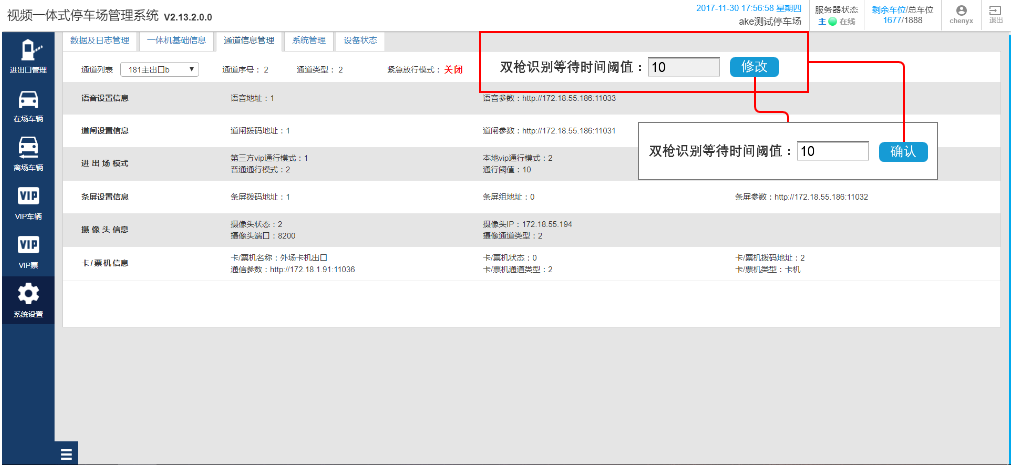 视频一体式停车场管理系统 V2.13.2.0.0
2017-11-30 17:56:58 星期四
ake测试停车场
服务器状态
主 在线
剩余车位/总车位
1677/1888
chenyx
退出
进出口管理
在场车辆
离场车辆
VIP
VIP车辆
VIP
VIP票
系统设置
数据及日志管理 一体机基础信息 通道信息管理 系统管理 设备状态
通道列表 181主出口b 通道序号： 2 通道类型： 2 紧急放行模式： 关闭
双枪识别等待时间阈值： 10 修改
双枪识别等待时间阈值： 10 确认
语音设置信息 语言地址：1 语言参数：http://172.18.55.186:11033
道闸设置信息 道闸拨码地址：1 道闸参数：http://172.18.55.186:11031
进 出 场 模式 第三方vip通行模式：1 本地vip通行模式：2
普通通行模式：2 通行阈值：10
条屏设置信息 条屏拨码地址：1 条屏组地址：0 条屏参数：http://172.18.55.186:11032
摄 像 头 信息 摄像头状态：2 摄像头IP：172.18.55.194
摄像头端口：8200 摄像通道类型：2
卡/票机信息 卡/票机名称：外场卡机出口 卡/票机状态：0 卡/票机拨码地址：2
通信参数：http://172.18.1.91:11036 卡/票机通道类型：2 卡/票机类型：卡机